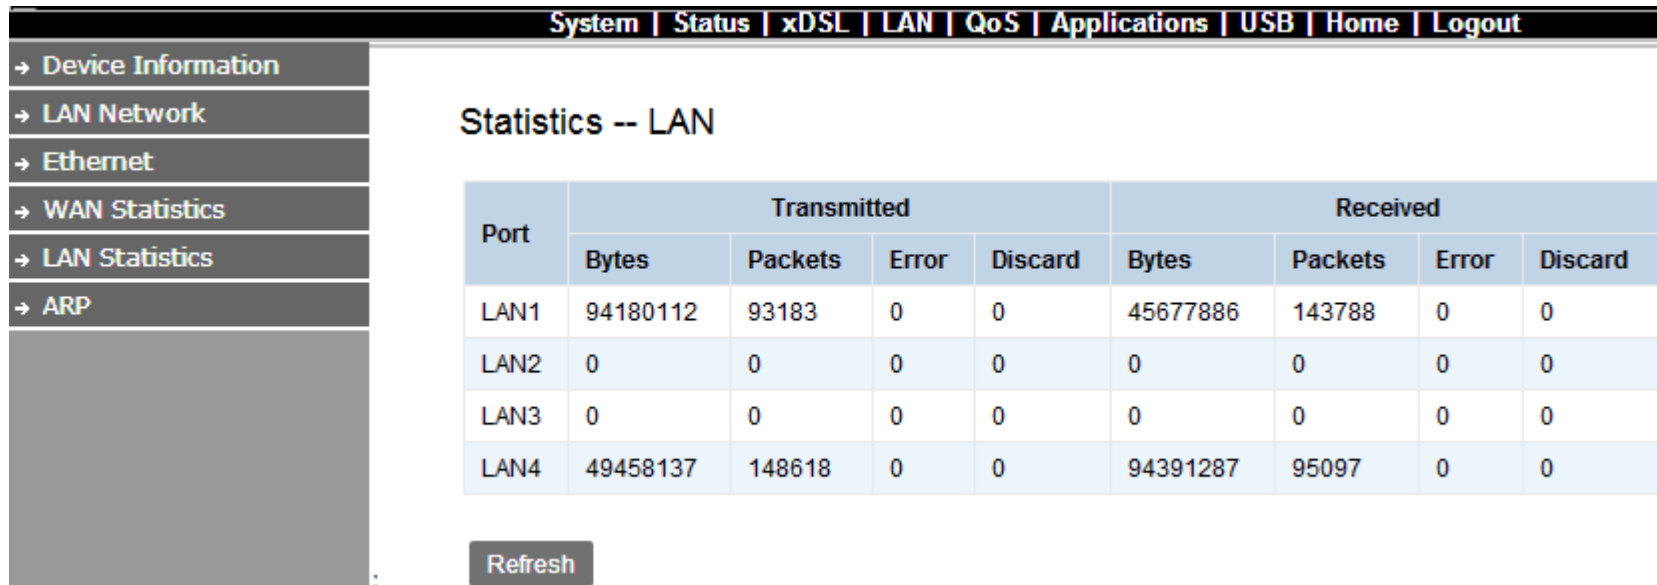 System | Status | xDSL | LAN | QoS | Applications | USB | Home | Logout
→ Device Information
→ LAN Network
→ Ethernet
→ WAN Statistics
→ LAN Statistics
→ ARP
Statistics -- LAN
Port Transmitted Received
Bytes Packets Error Discard Bytes Packets Error Discard
LAN1 94180112 93183 0 0 45677886 143788 0 0
LAN2 0 0 0 0 0 0 0 0
LAN3 0 0 0 0 0 0 0 0
LAN4 49458137 148618 0 0 94391287 95097 0 0
Refresh